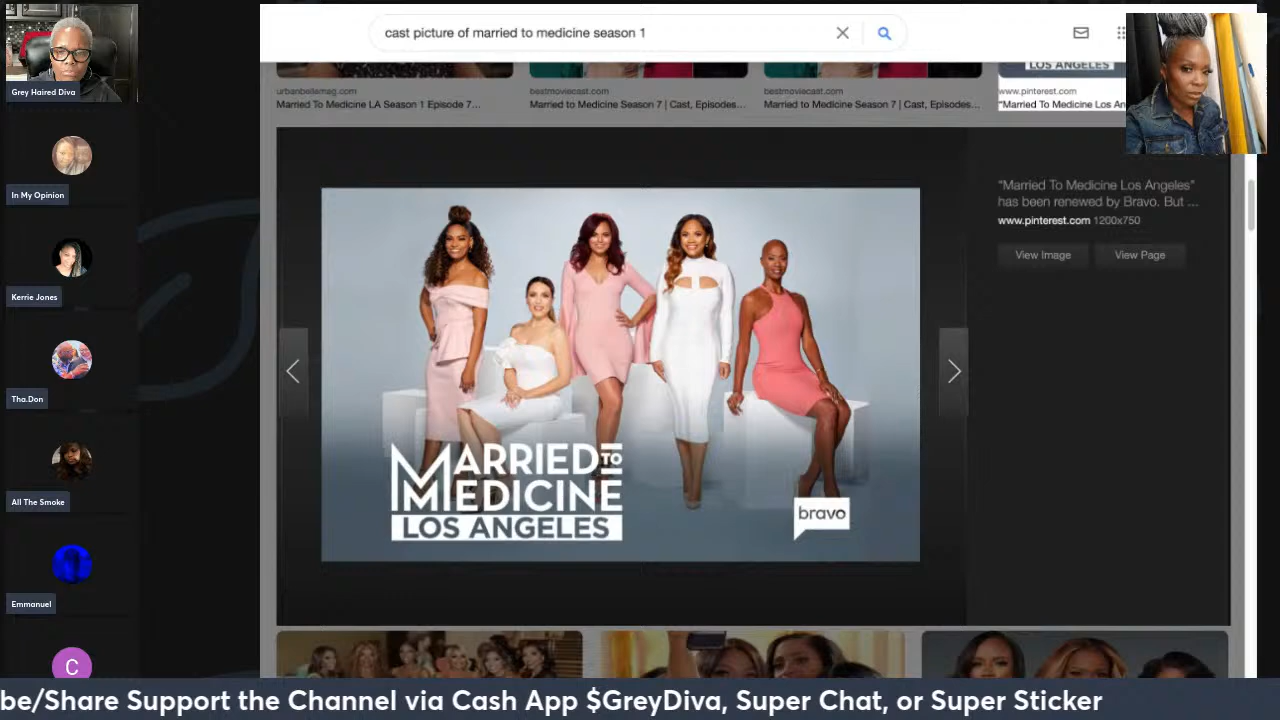 cast picture of married to medicine season 1
LOS ANGELES
urbanbellemag.com
Married To Medicine LA Season 1 Episode 7...
bestmoviecast.com
Married to Medicine Season 7 | Cast, Episodes...
bestmoviecast.com
Married to Medicine Season 7 | Cast, Episodes...
www.pinterest.com
"Married To Medicine Los An
"Married To Medicine Los Angeles"
has been renewed by Bravo. But ...
www.pinterest.com 1200x750
View Image
View Page
MARRIED TO
MEDICINE
LOS ANGELES
bravo
Grey Haired Diva
In My Opinion
Kerrie Jones
Tha.Don
All The Smoke
Emmanuel
C
be/Share Support the Channel via Cash App $GreyDiva, Super Chat, or Super Sticker